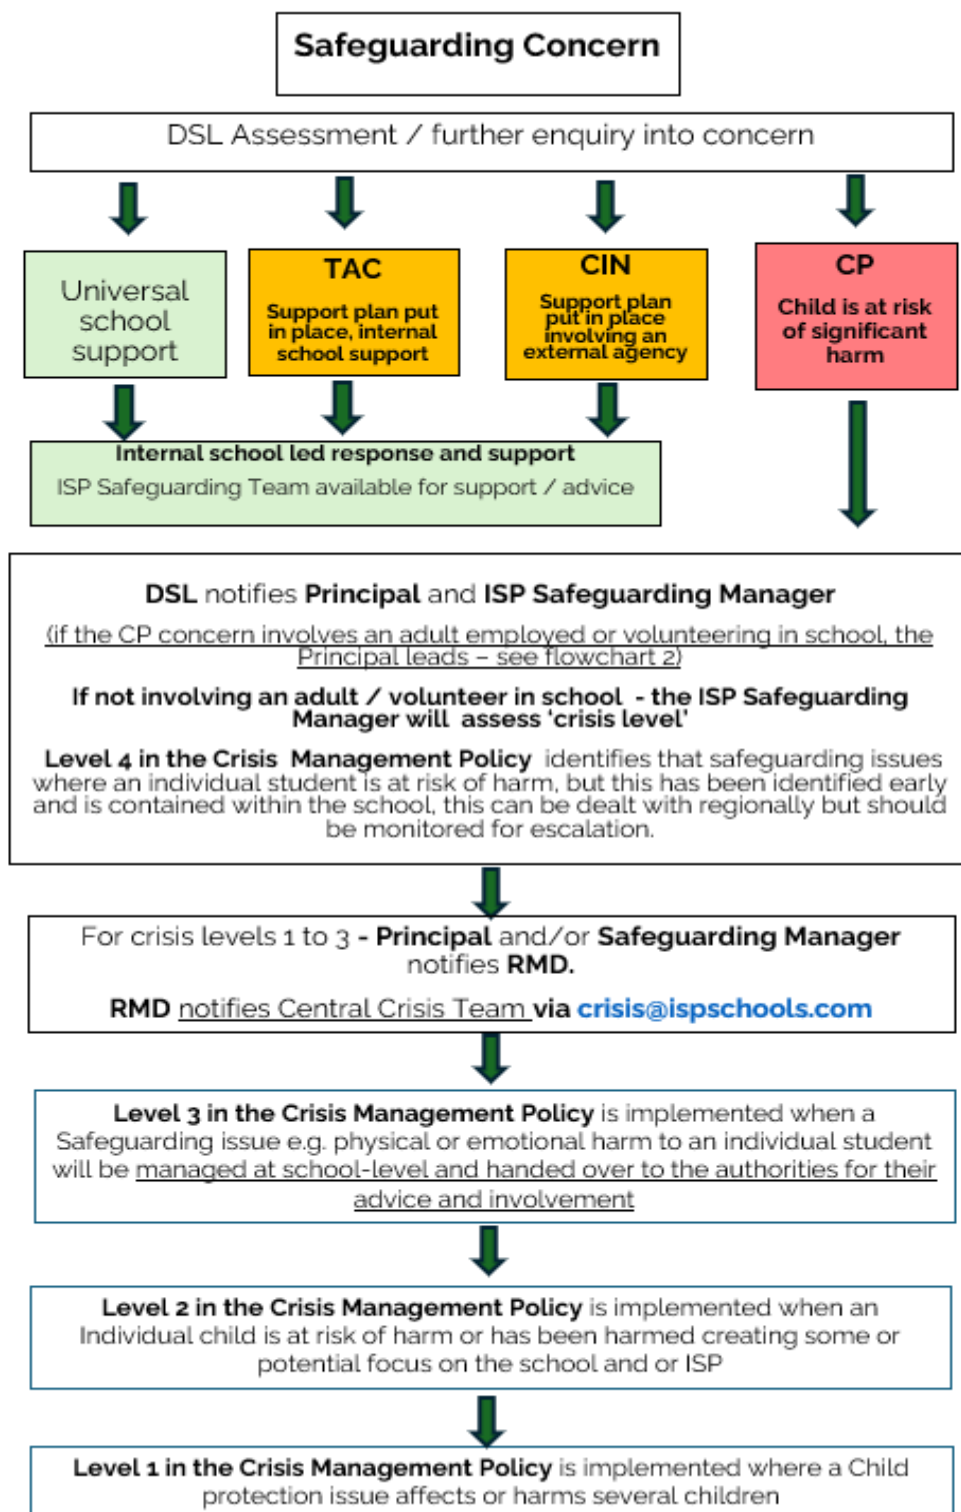 Safeguarding Concern
DSL Assessment / further enquiry into concern
Universal
school
support
TAC
Support plan put
in place, internal
school support
CIN
Support plan
put in place
involving an
external agency
CP
Child is at risk
of significant
harm
Internal school led response and support
ISP Safeguarding Team available for support / advice
DSL notifies Principal and ISP Safeguarding Manager
(if the CP concern involves an adult employed or volunteering in school, the
Principal leads – see flowchart 2)
If not involving an adult / volunteer in school - the ISP Safeguarding
Manager will assess ‘crisis level’
Level 4 in the Crisis Management Policy identifies that safeguarding issues
where an individual student is at risk of harm, but this has been identified early
and is contained within the school, this can be dealt with regionally but should
be monitored for escalation.
For crisis levels 1 to 3 - Principal and/or Safeguarding Manager
notifies RMD.
RMD notifies Central Crisis Team via crisis@ispschools.com
Level 3 in the Crisis Management Policy is implemented when a
Safeguarding issue e.g. physical or emotional harm to an individual student
will be managed at school-level and handed over to the authorities for their
advice and involvement
Level 2 in the Crisis Management Policy is implemented when an
Individual child is at risk of harm or has been harmed creating some or
potential focus on the school and or ISP
Level 1 in the Crisis Management Policy is implemented where a Child
protection issue affects or harms several children